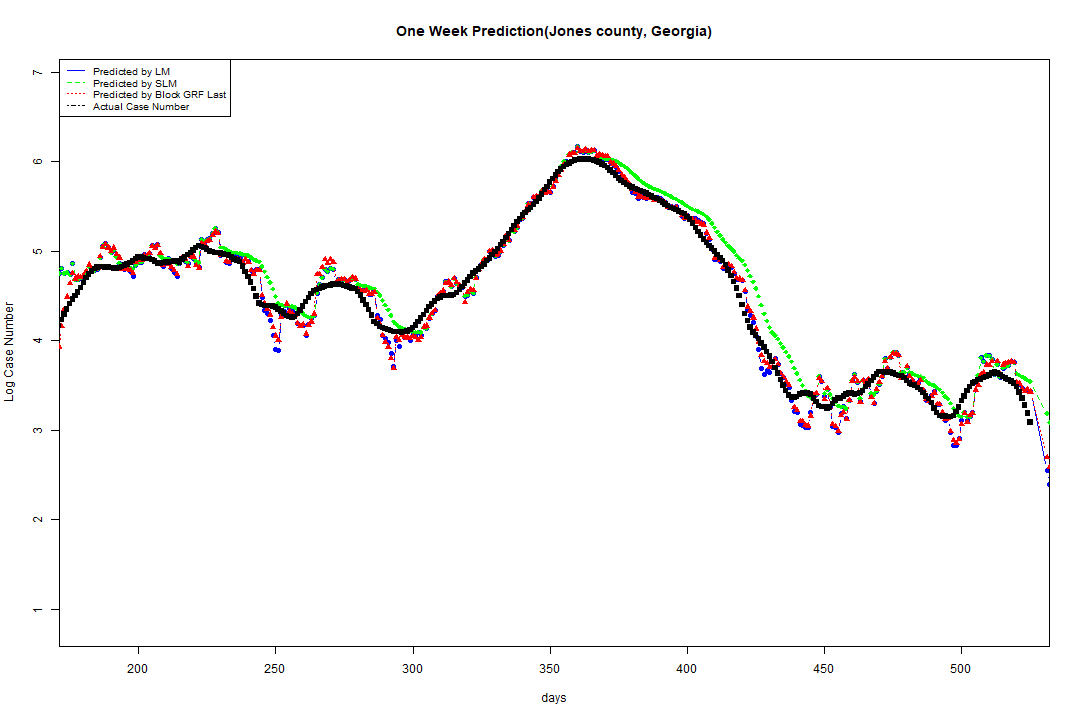 One Week Prediction(Jones county, Georgia)
Predicted by LM
Predicted by SLM
Predicted by Block GRF Last
Actual Case Number
7
6
5
4
3
2
1
Log Case Number
200 250 300 350 400 450 500
days